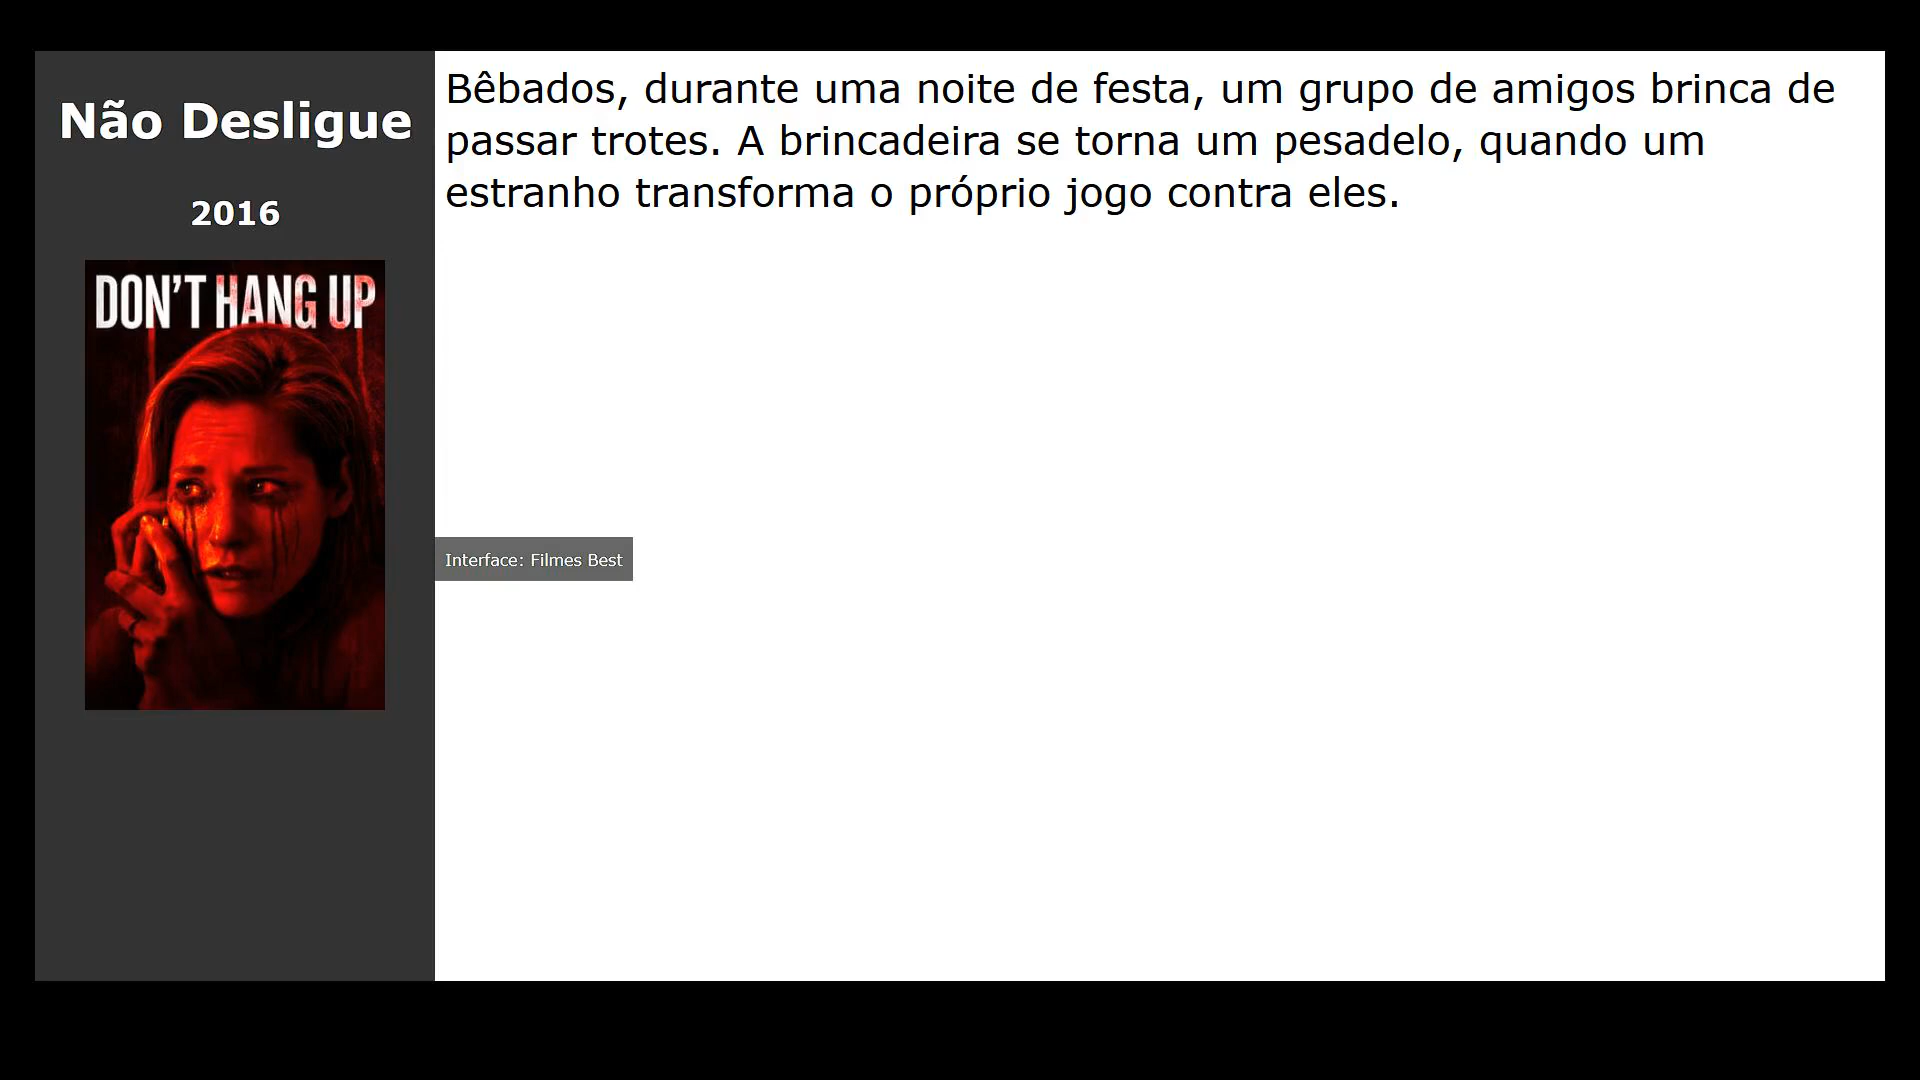 Não Desligue
2016
DON'T HANG UP
Bêbados, durante uma noite de festa, um grupo de amigos brinca de
passar trotes. A brincadeira se torna um pesadelo, quando um
estranho transforma o próprio jogo contra eles.
Interface: Filmes Best